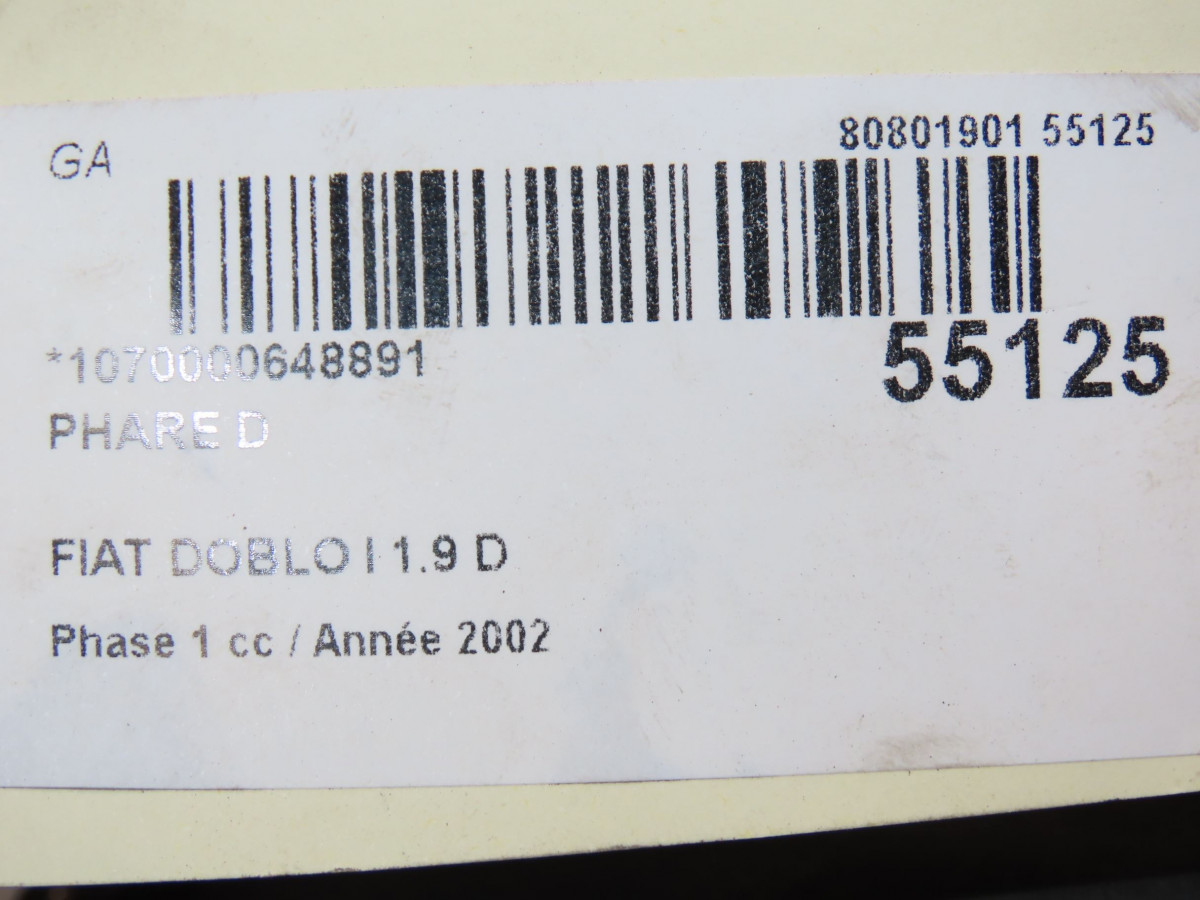 GA
80801901 55125
*1070000648891
55125
PHARE D
FIAT DOBLO I 1.9 D
Phase 1 cc / Année 2002